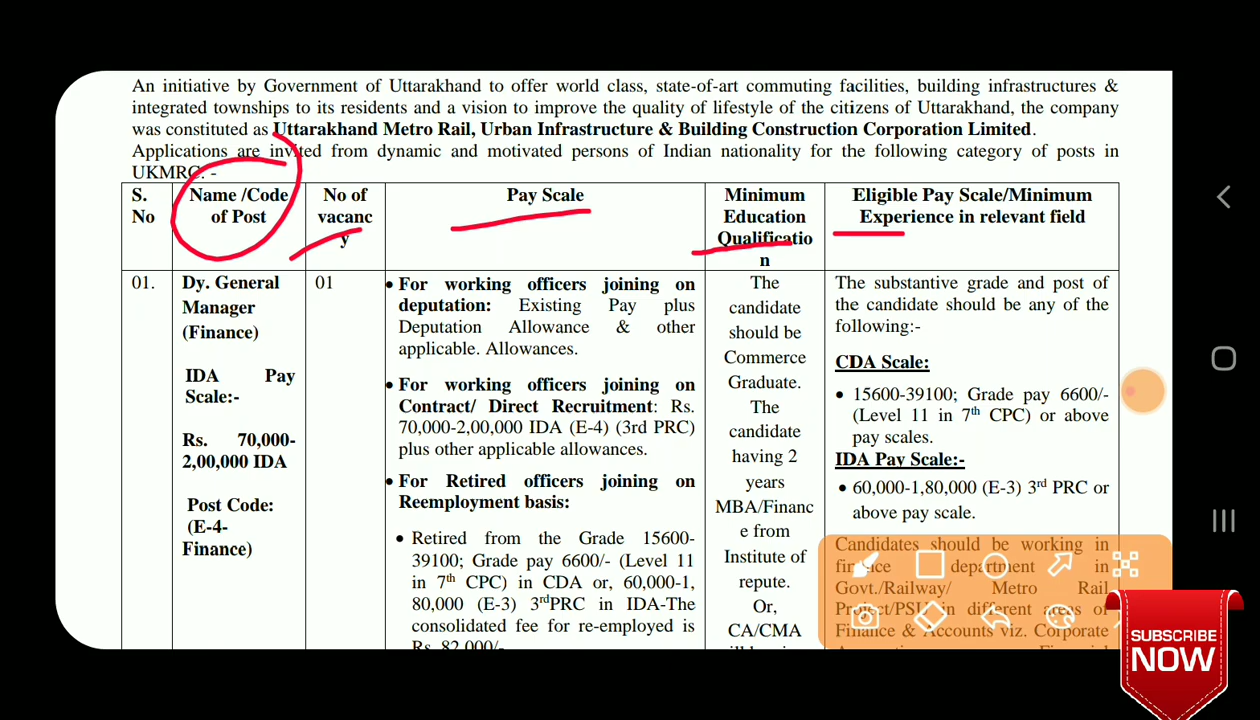 An initiative by Government of Uttarakhand to offer world class, state-of-art commuting facilities, building infrastructures &
integrated townships to its residents and a vision to improve the quality of lifestyle of the citizens of Uttarakhand, the company
was constituted as Uttarakhand Metro Rail, Urban Infrastructure & Building Construction Corporation Limited.
Applications are invited from dynamic and motivated persons of Indian nationality for the following category of posts in
UKMRC: -
S.
No
Name /Code
of Post
No of
vacanc
y
Pay Scale
Minimum
Education
Qualificatio
n
Eligible Pay Scale/Minimum
Experience in relevant field
01.
Dy. General
Manager
(Finance)
IDA Pay
Scale:-
Rs. 70,000-
2,00,000 IDA
Post Code:
(E-4-
Finance)
01
• For working officers joining on
deputation: Existing Pay plus
Deputation Allowance & other
applicable. Allowances.
• For working officers joining on
Contract/ Direct Recruitment: Rs.
70,000-2,00,000 IDA (E-4) (3rd PRC)
plus other applicable allowances.
• For Retired officers joining on
Reemployment basis:
• Retired from the Grade 15600-
39100; Grade pay 6600/- (Level 11
in 7th CPC) in CDA or, 60,000-1,
80,000 (E-3) 3rdPRC in IDA-The
consolidated fee for re-employed is
Rs. 82,000/-
The
candidate
should be
Commerce
Graduate.
The
candidate
having 2
years
MBA/Financ
e from
Institute of
repute.
Or,
CA/CMA
The substantive grade and post of
the candidate should be any of the
following:-
CDA Scale:
• 15600-39100; Grade pay 6600/-
(Level 11 in 7th CPC) or above
pay scales.
IDA Pay Scale:-
• 60,000-1,80,000 (E-3) 3rd PRC or
above pay scale.
Candidates should be working in
finance department in
Govt./Railway/ Metro Rail
Project/PSU in different areas of
Finance & Accounts viz. Corporate
SUBSCRIBE
NOW